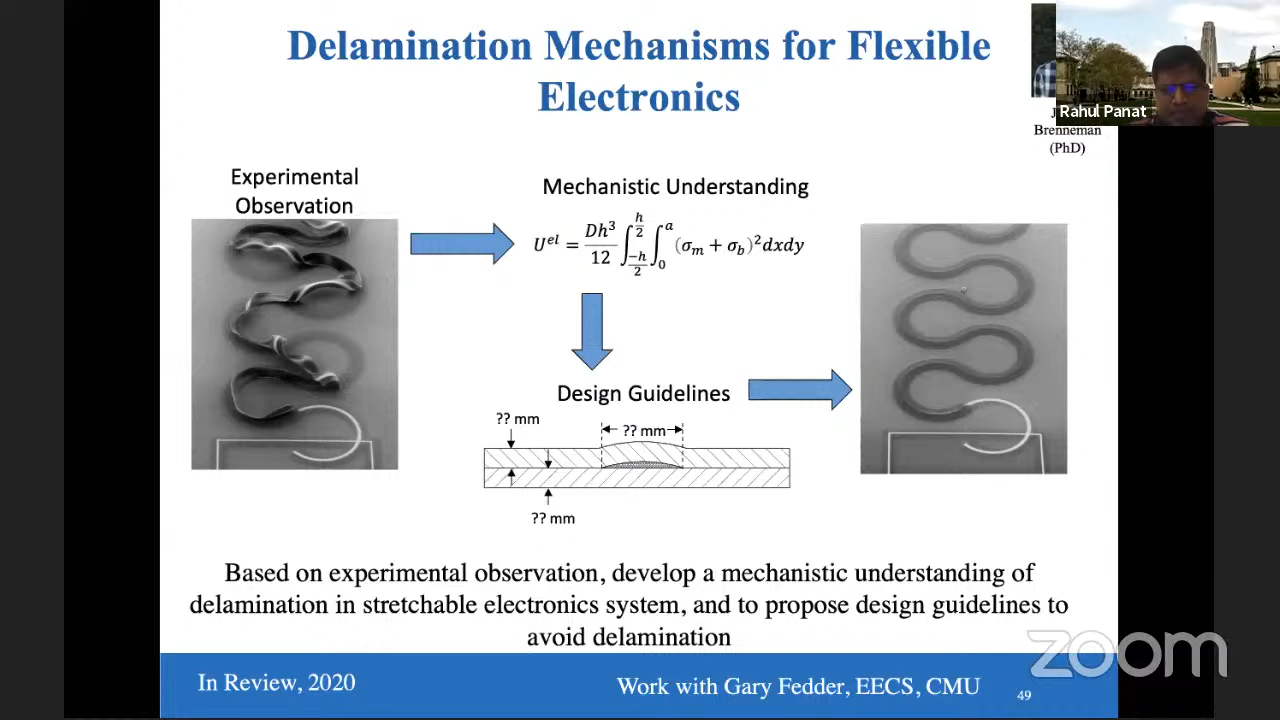 Delamination Mechanisms for Flexible
Electronics
Rahul Panat
Brenneman
(PhD)
Experimental
Observation
Mechanistic Understanding
U^{el} = \frac{Dh^3}{12} \int_{\frac{-h}{2}}^{\frac{h}{2}} \int_0^a (σ_m + σ_b)^2 dxdy
Design Guidelines
?? mm
?? mm
?? mm
Based on experimental observation, develop a mechanistic understanding of
delamination in stretchable electronics system, and to propose design guidelines to
avoid delamination
zoom
In Review, 2020
Work with Gary Fedder, EECS, CMU
49